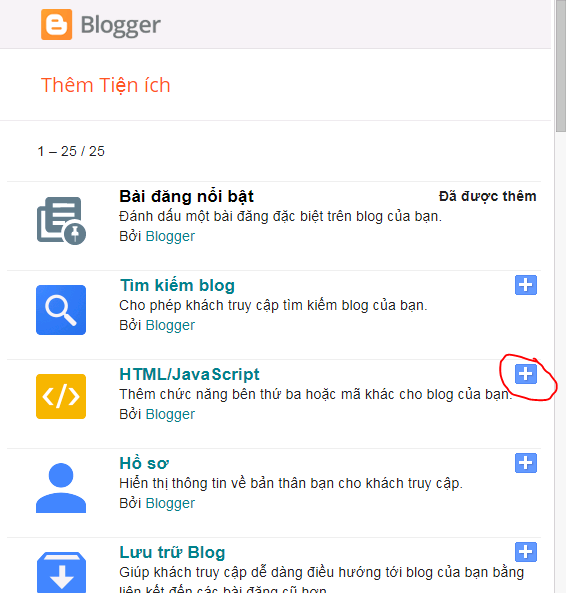 Blogger
Thêm Tiện ích
1 – 25 / 25
Bài đăng nổi bật
Đã được thêm
Đánh dấu một bài đăng đặc biệt trên blog của bạn.
Bởi Blogger
Tìm kiếm blog
Cho phép khách truy cập tìm kiếm blog của bạn.
Bởi Blogger
HTML/JavaScript
Thêm chức năng bên thứ ba hoặc mã khác cho blog của bạn.
Bởi Blogger
Hồ sơ
Hiển thị thông tin về bản thân bạn cho khách truy cập.
Bởi Blogger
Lưu trữ Blog
Giúp khách truy cập dễ dàng điều hướng tới blog của bạn bằng
liên kết đến các bài đăng cũ hơn.